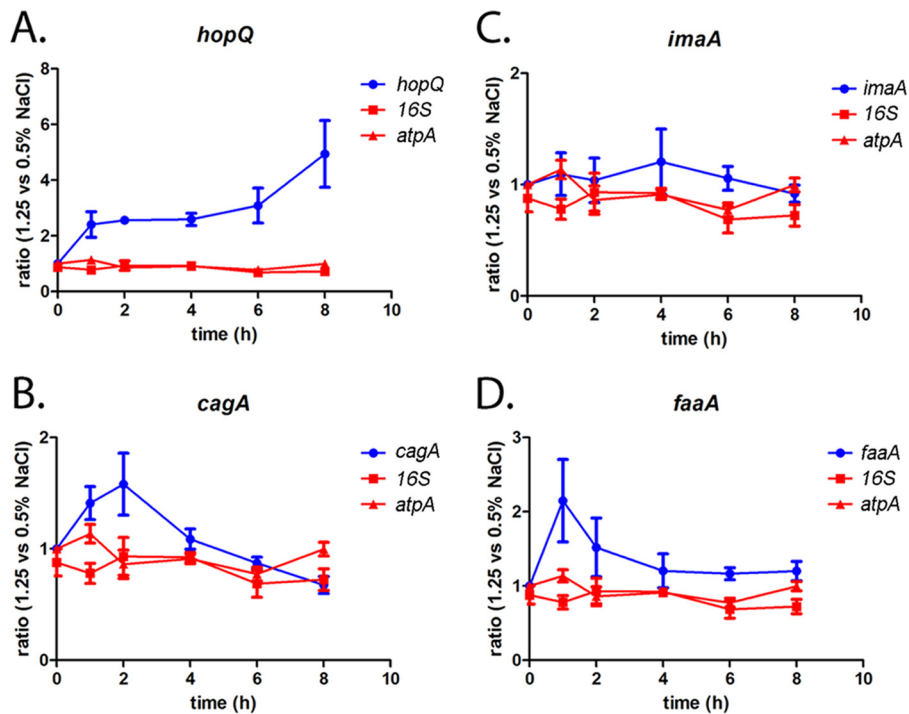 A.
hopQ
ratio (1.25 vs 0.5% NaCl)
8
6
4
2
0
0 2 4 6 8 10
time (h)
hopQ
16S
atpA
C.
imaA
ratio (1.25 vs 0.5% NaCl)
2
1
0
0 2 4 6 8 10
time (h)
imaA
16S
atpA
B.
cagA
ratio (1.25 vs 0.5% NaCl)
2
1
0
0 2 4 6 8 10
time (h)
cagA
16S
atpA
D.
faaA
ratio (1.25 vs 0.5% NaCl)
3
2
1
0
0 2 4 6 8 10
time (h)
faaA
16S
atpA